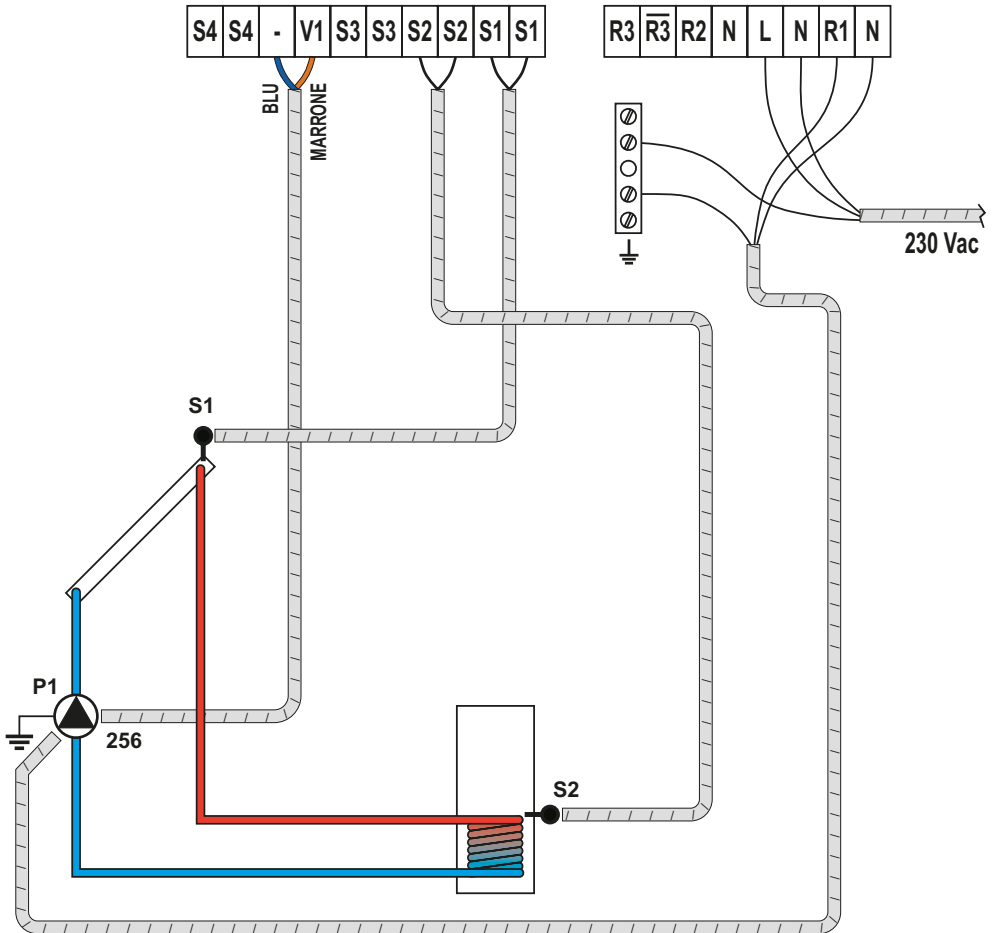 S4 S4 - V1 S3 S3 S2 S2 S1 S1
R3 R̅3̅ R2 N L N R1 N
BLU
MARRONE
230 Vac
S1
P1
256
S2